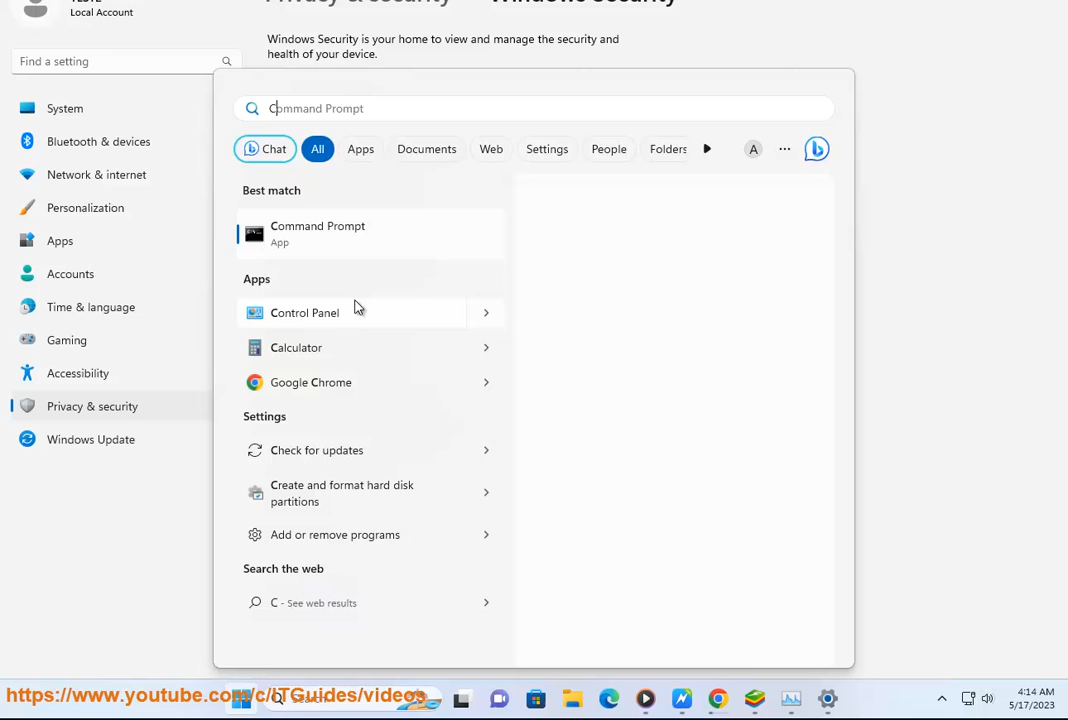 Local Account
Privacy & security
Windows Security
Windows Security is your home to view and manage the security and
health of your device.
Find a setting
System
Bluetooth & devices
Network & internet
Personalization
Apps
Accounts
Time & language
Gaming
Accessibility
Privacy & security
Windows Update
Command Prompt
Chat
All
Apps
Documents
Web
Settings
People
Folders
A
Best match
Command Prompt
App
Apps
Control Panel
Calculator
Google Chrome
Settings
Check for updates
Create and format hard disk
partitions
Add or remove programs
Search the web
C - See web results
https://www.youtube.com/c/ITGuides/videos
4:14 AM
5/17/2023